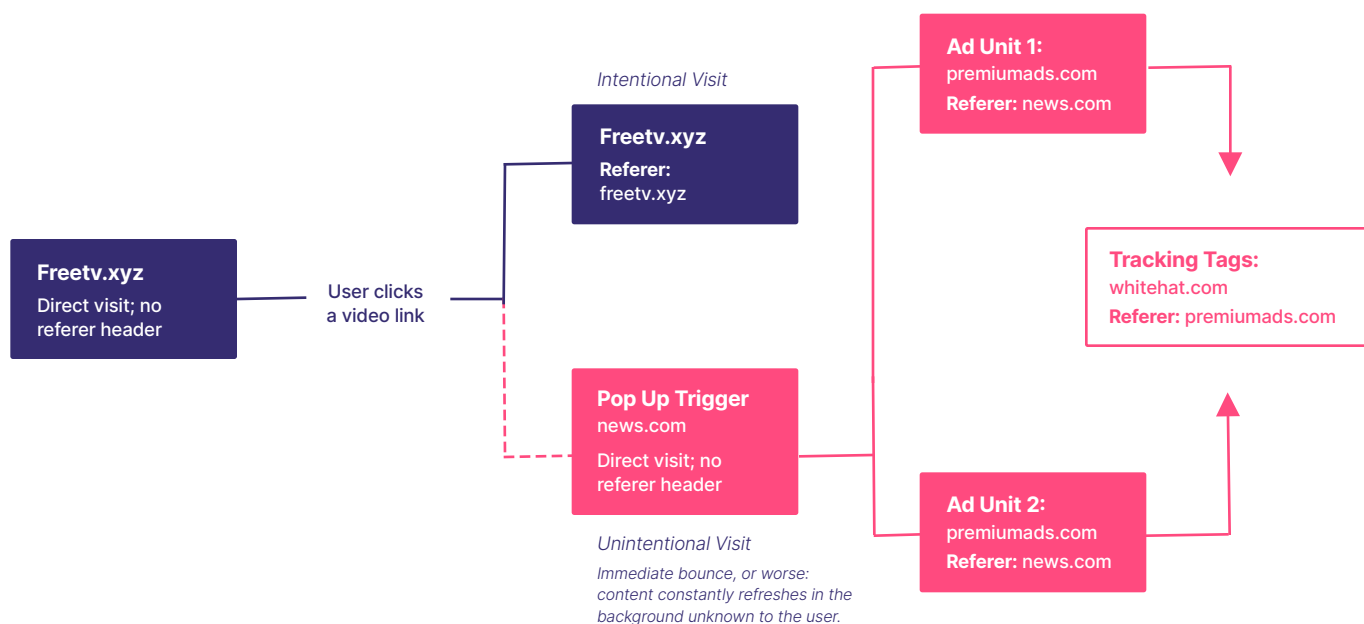 Freetv.xyz
Direct visit; no
referer header
User clicks
a video link
Intentional Visit
Freetv.xyz
Referer:
freetv.xyz
Pop Up Trigger
news.com
Direct visit; no
referer header
Unintentional Visit
Immediate bounce, or worse:
content constantly refreshes in the
background unknown to the user.
Ad Unit 1:
premiumads.com
Referer: news.com
Ad Unit 2:
premiumads.com
Referer: news.com
Tracking Tags:
whitehat.com
Referer: premiumads.com